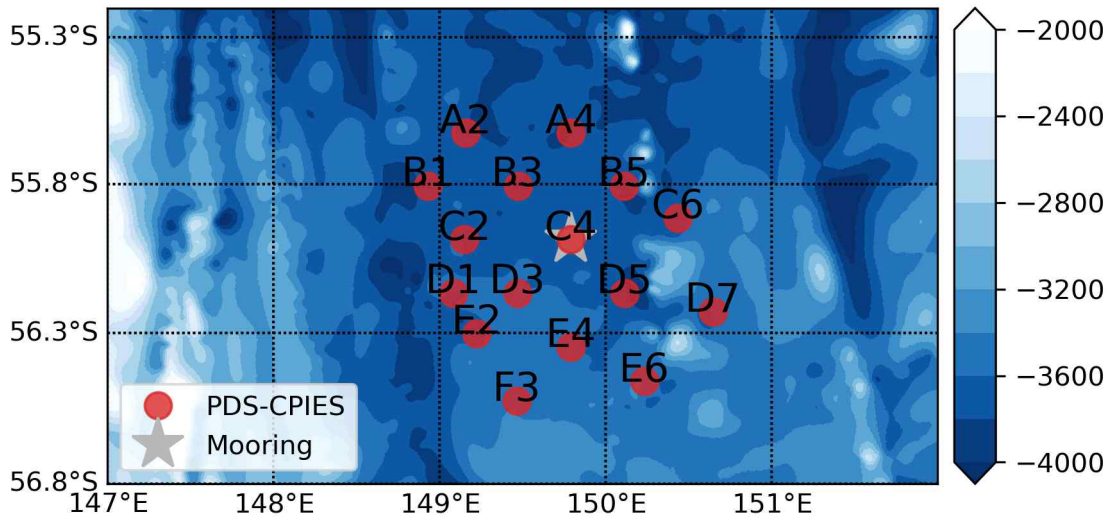 55.3°S
55.8°S
56.3°S
56.8°S
147°E 148°E 149°E 150°E 151°E
A2 A4
B1 B3 B5
C2 C4 C6
D1 D3 D5 D7
E2 E4 E6
F3
PDS-CPIES
Mooring
−2000
−2400
−2800
−3200
−3600
−4000